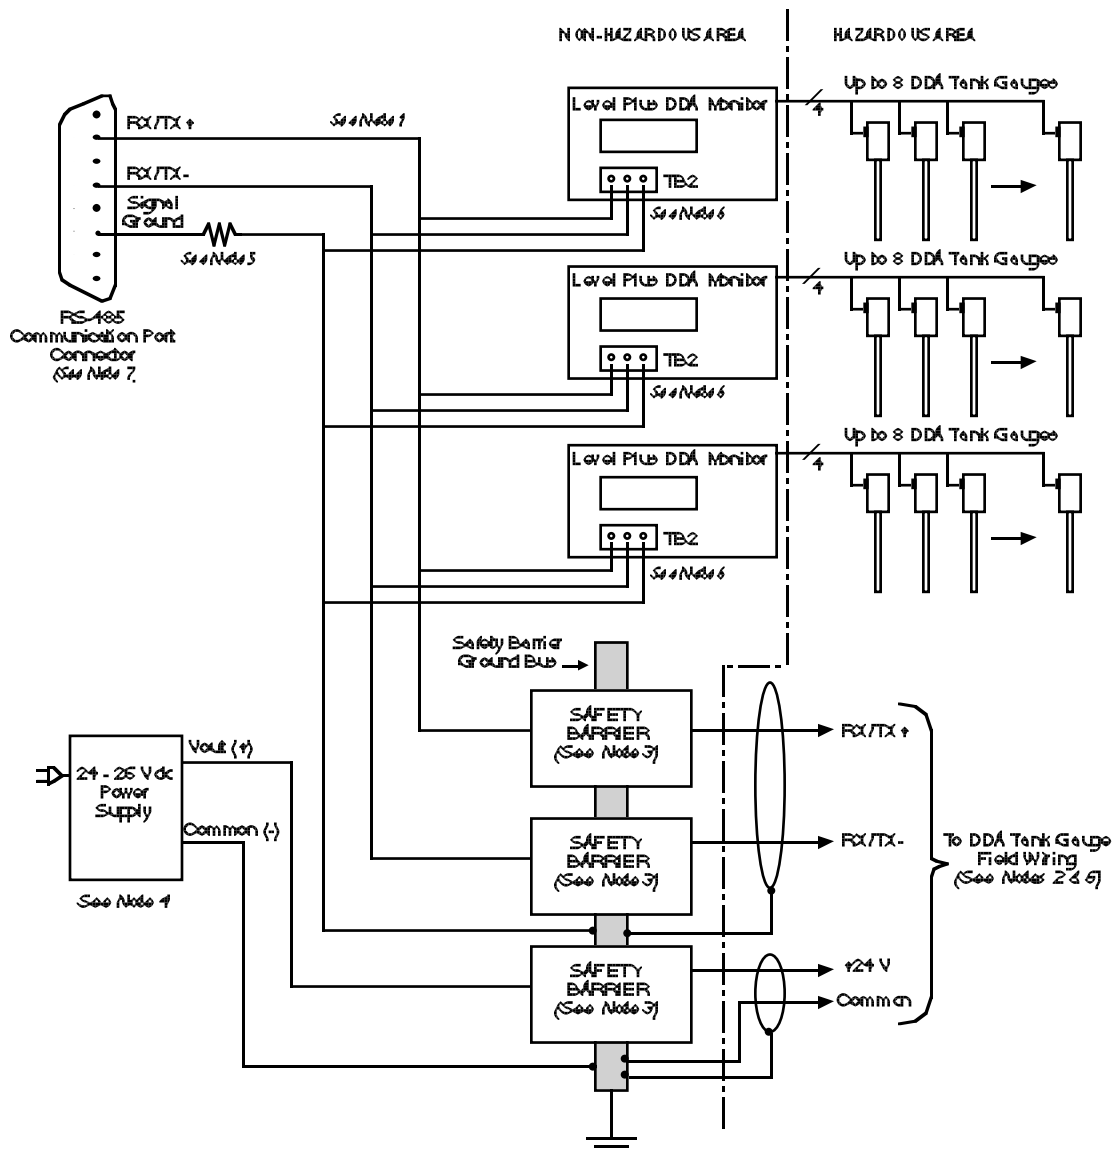 NON-HAZARDOUS AREA
HAZARDOUS AREA
Up to 8 DDA Tank Gauges
Level Plus DDA Monitor
4
RX/TX+
See Note 1
RX/TX-
TB2
Signal
Ground
See Note 6
See Note 5
Up to 8 DDA Tank Gauges
Level Plus DDA Monitor
4
RS-485
Communication Port
Connector
(See Note 7)
TB2
See Note 6
Up to 8 DDA Tank Gauges
Level Plus DDA Monitor
4
TB2
See Note 6
Safety Barrier
Ground Bus
SAFETY
BARRIER
(See Note 3)
RX/TX+
Vout (+)
24 - 26 Vdc
Power
Supply
Common (-)
SAFETY
BARRIER
(See Note 3)
RX/TX-
To DDA Tank Gauge
Field Wiring
(See Notes 2 & 6)
See Note 4
SAFETY
BARRIER
(See Note 3)
+24 V
Common